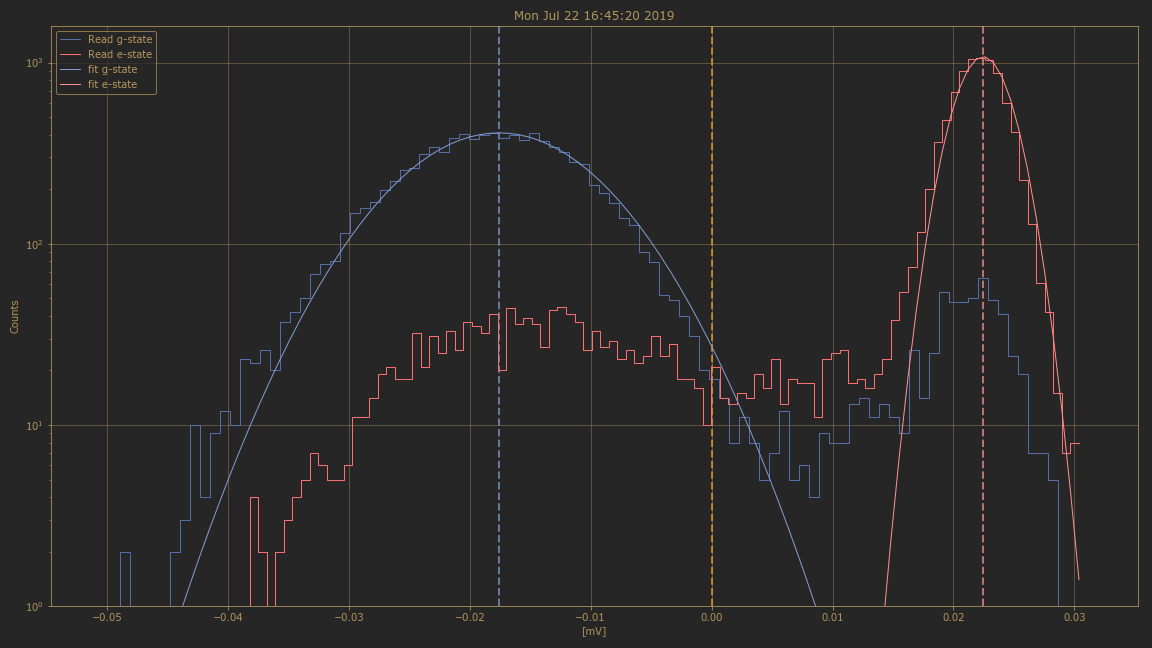 Mon Jul 22 16:45:20 2019
Read g-state
Read e-state
fit g-state
fit e-state
10³
10²
10¹
10⁰
Counts
−0.05 −0.04 −0.03 −0.02 −0.01 0.00 0.01 0.02 0.03
[mV]